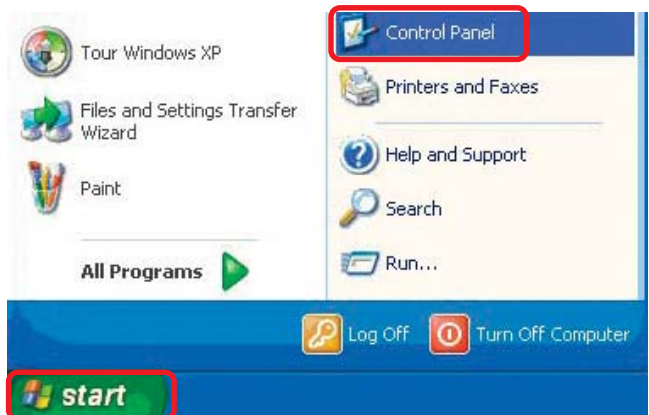 Tour Windows XP
Files and Settings Transfer
Wizard
Paint
All Programs
Control Panel
Printers and Faxes
Help and Support
Search
Run...
Log Off
Turn Off Computer
start